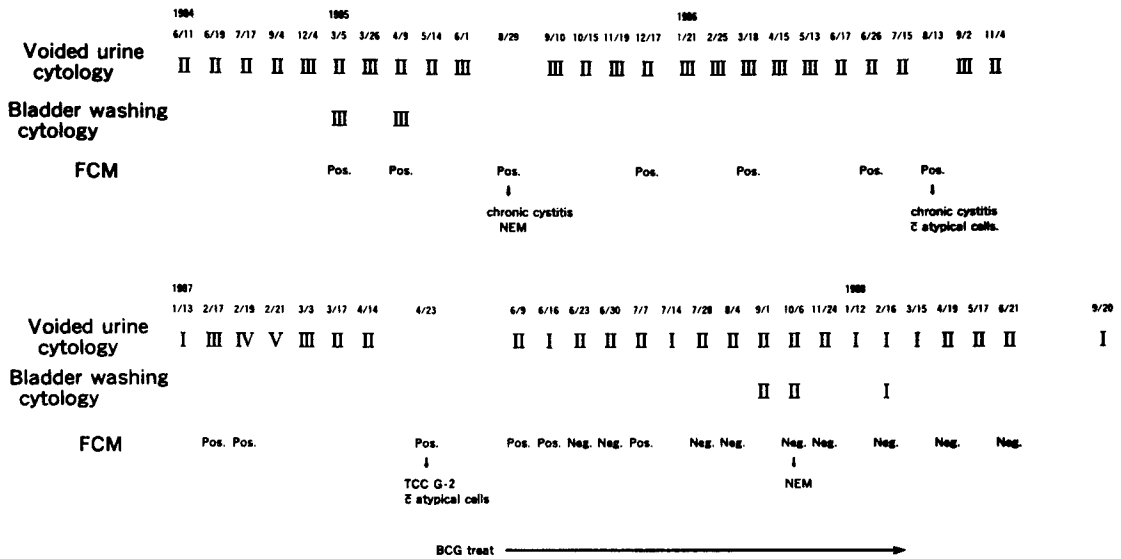 1984 1985 1986
6/11 6/19 7/17 9/4 12/4 3/5 3/26 4/9 5/14 6/1 8/29 9/10 10/15 11/19 12/17 1/21 2/25 3/18 4/15 5/13 6/17 6/26 7/15 8/13 9/2 11/4
Voided urine
cytology
II II II II III II III II II III III II III II III III III III III II II II III II
Bladder washing
cytology
III III
FCM Pos. Pos. Pos. Pos. Pos. Pos. Pos.
↓ ↓
chronic cystitis chronic cystitis
NEM c̄ atypical cells.
1987 1988
1/13 2/17 2/19 2/21 3/3 3/17 4/14 4/23 6/9 6/16 6/23 6/30 7/7 7/14 7/28 8/4 9/1 10/6 11/24 1/12 2/16 3/15 4/19 5/17 6/21 9/20
Voided urine
cytology
I III IV V III II II II I II II II I II II II II II I I I II II II I
Bladder washing
cytology
II II I
FCM Pos. Pos. Pos. Pos. Pos. Neg. Neg. Pos. Neg. Neg. Neg. Neg. Neg. Neg. Neg.
↓ ↓
TCC G-2 NEM
c̄ atypical cells
BCG treat